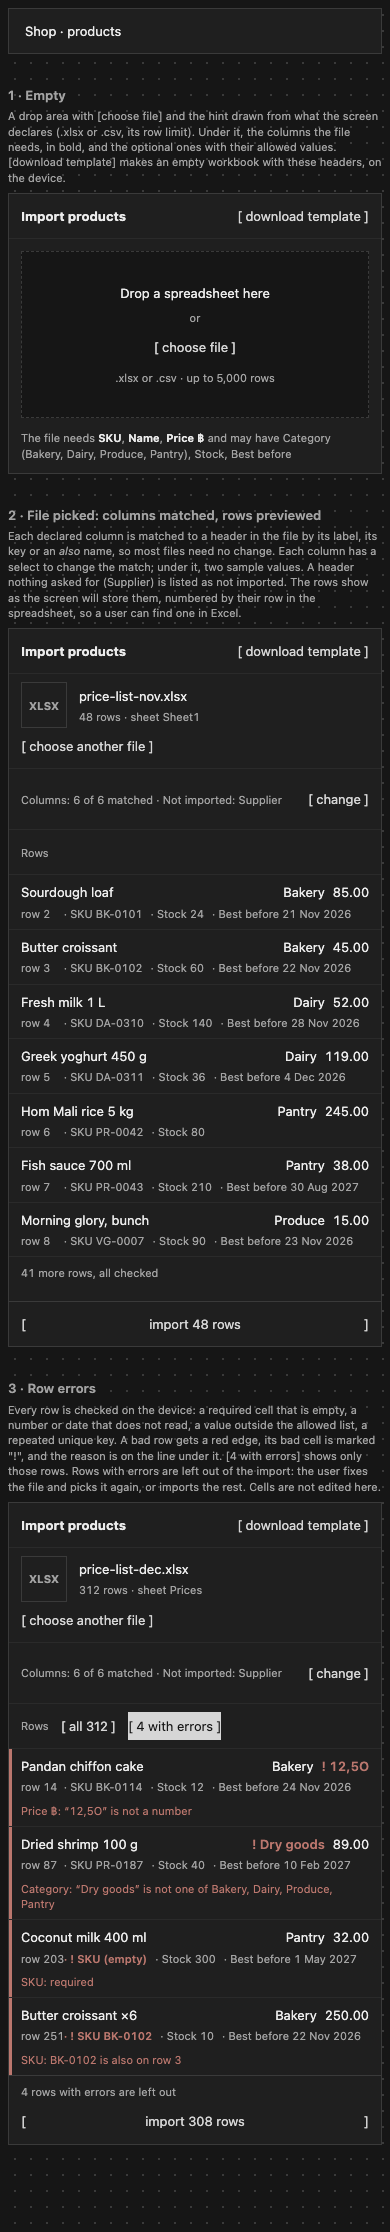 Shop · products
1 · Empty
A drop area with [choose file] and the hint drawn from what the screen
declares (.xlsx or .csv, its row limit). Under it, the columns the file
needs, in bold, and the optional ones with their allowed values.
[download template] makes an empty workbook with these headers, on
the device.
Import products [ download template ]
Drop a spreadsheet here
or
[ choose file ]
.xlsx or .csv · up to 5,000 rows
The file needs SKU, Name, Price ฿ and may have Category
(Bakery, Dairy, Produce, Pantry), Stock, Best before
2 · File picked: columns matched, rows previewed
Each declared column is matched to a header in the file by its label, its
key or an also name, so most files need no change. Each column has a
select to change the match; under it, two sample values. A header
nothing asked for (Supplier) is listed as not imported. The rows show
as the screen will store them, numbered by their row in the
spreadsheet, so a user can find one in Excel.
Import products [ download template ]
XLSX price-list-nov.xlsx
48 rows · sheet Sheet1
[ choose another file ]
Columns: 6 of 6 matched · Not imported: Supplier [ change ]
Rows
Sourdough loaf Bakery 85.00
row 2 · SKU BK-0101 · Stock 24 · Best before 21 Nov 2026
Butter croissant Bakery 45.00
row 3 · SKU BK-0102 · Stock 60 · Best before 22 Nov 2026
Fresh milk 1 L Dairy 52.00
row 4 · SKU DA-0310 · Stock 140 · Best before 28 Nov 2026
Greek yoghurt 450 g Dairy 119.00
row 5 · SKU DA-0311 · Stock 36 · Best before 4 Dec 2026
Hom Mali rice 5 kg Pantry 245.00
row 6 · SKU PR-0042 · Stock 80
Fish sauce 700 ml Pantry 38.00
row 7 · SKU PR-0043 · Stock 210 · Best before 30 Aug 2027
Morning glory, bunch Produce 15.00
row 8 · SKU VG-0007 · Stock 90 · Best before 23 Nov 2026
41 more rows, all checked
[ import 48 rows ]
3 · Row errors
Every row is checked on the device: a required cell that is empty, a
number or date that does not read, a value outside the allowed list, a
repeated unique key. A bad row gets a red edge, its bad cell is marked
"!", and the reason is on the line under it. [4 with errors] shows only
those rows. Rows with errors are left out of the import: the user fixes
the file and picks it again, or imports the rest. Cells are not edited here.
Import products [ download template ]
XLSX price-list-dec.xlsx
312 rows · sheet Prices
[ choose another file ]
Columns: 6 of 6 matched · Not imported: Supplier [ change ]
Rows [ all 312 ] [ 4 with errors ]
Pandan chiffon cake Bakery ! 12,5O
row 14 · SKU BK-0114 · Stock 12 · Best before 24 Nov 2026
Price ฿: “12,5O” is not a number
Dried shrimp 100 g ! Dry goods 89.00
row 87 · SKU PR-0187 · Stock 40 · Best before 10 Feb 2027
Category: “Dry goods” is not one of Bakery, Dairy, Produce,
Pantry
Coconut milk 400 ml Pantry 32.00
row 203· ! SKU (empty) · Stock 300 · Best before 1 May 2027
SKU: required
Butter croissant ×6 Bakery 250.00
row 251· ! SKU BK-0102 · Stock 10 · Best before 22 Nov 2026
SKU: BK-0102 is also on row 3
4 rows with errors are left out
[ import 308 rows ]